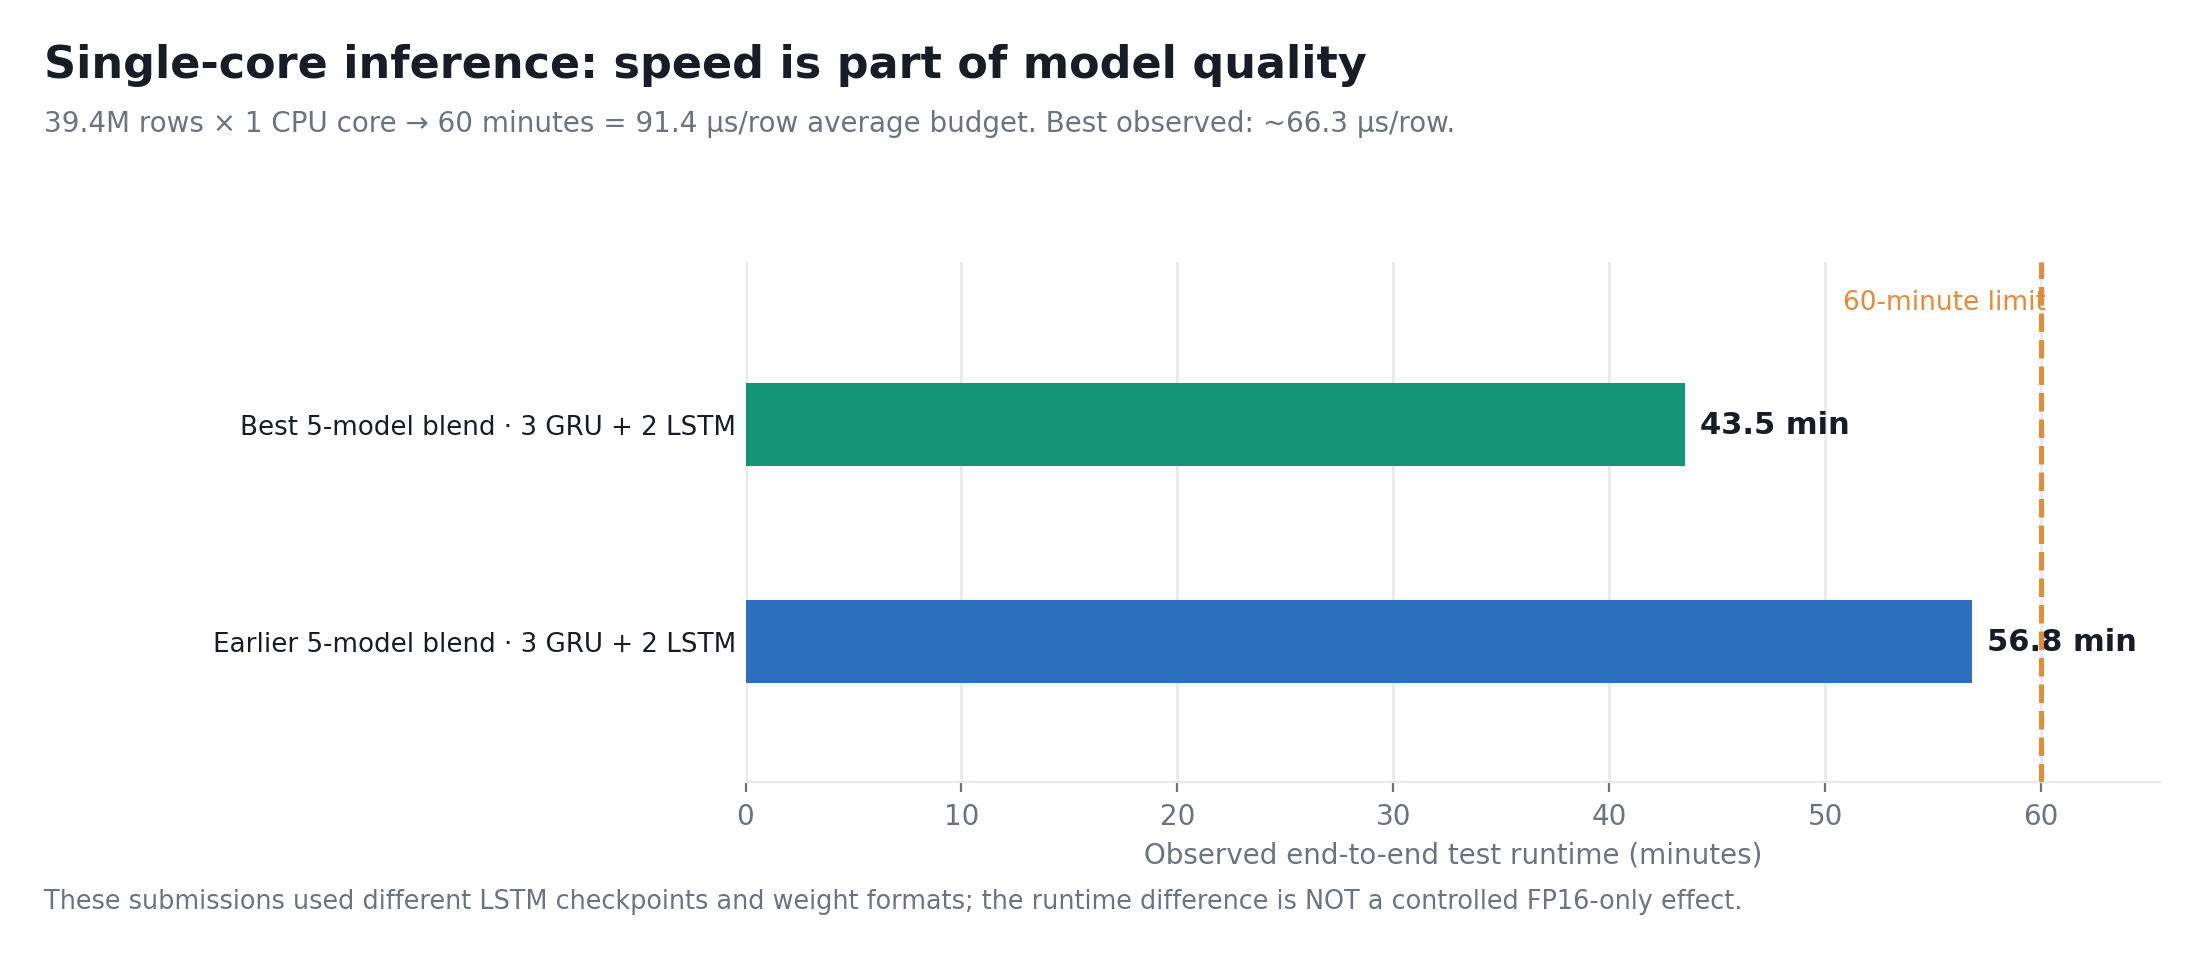 Single-core inference: speed is part of model quality
39.4M rows × 1 CPU core → 60 minutes = 91.4 µs/row average budget. Best observed: ~66.3 µs/row.
60-minute limit
Best 5-model blend · 3 GRU + 2 LSTM
43.5 min
Earlier 5-model blend · 3 GRU + 2 LSTM
56.8 min
0 10 20 30 40 50 60
Observed end-to-end test runtime (minutes)
These submissions used different LSTM checkpoints and weight formats; the runtime difference is NOT a controlled FP16-only effect.